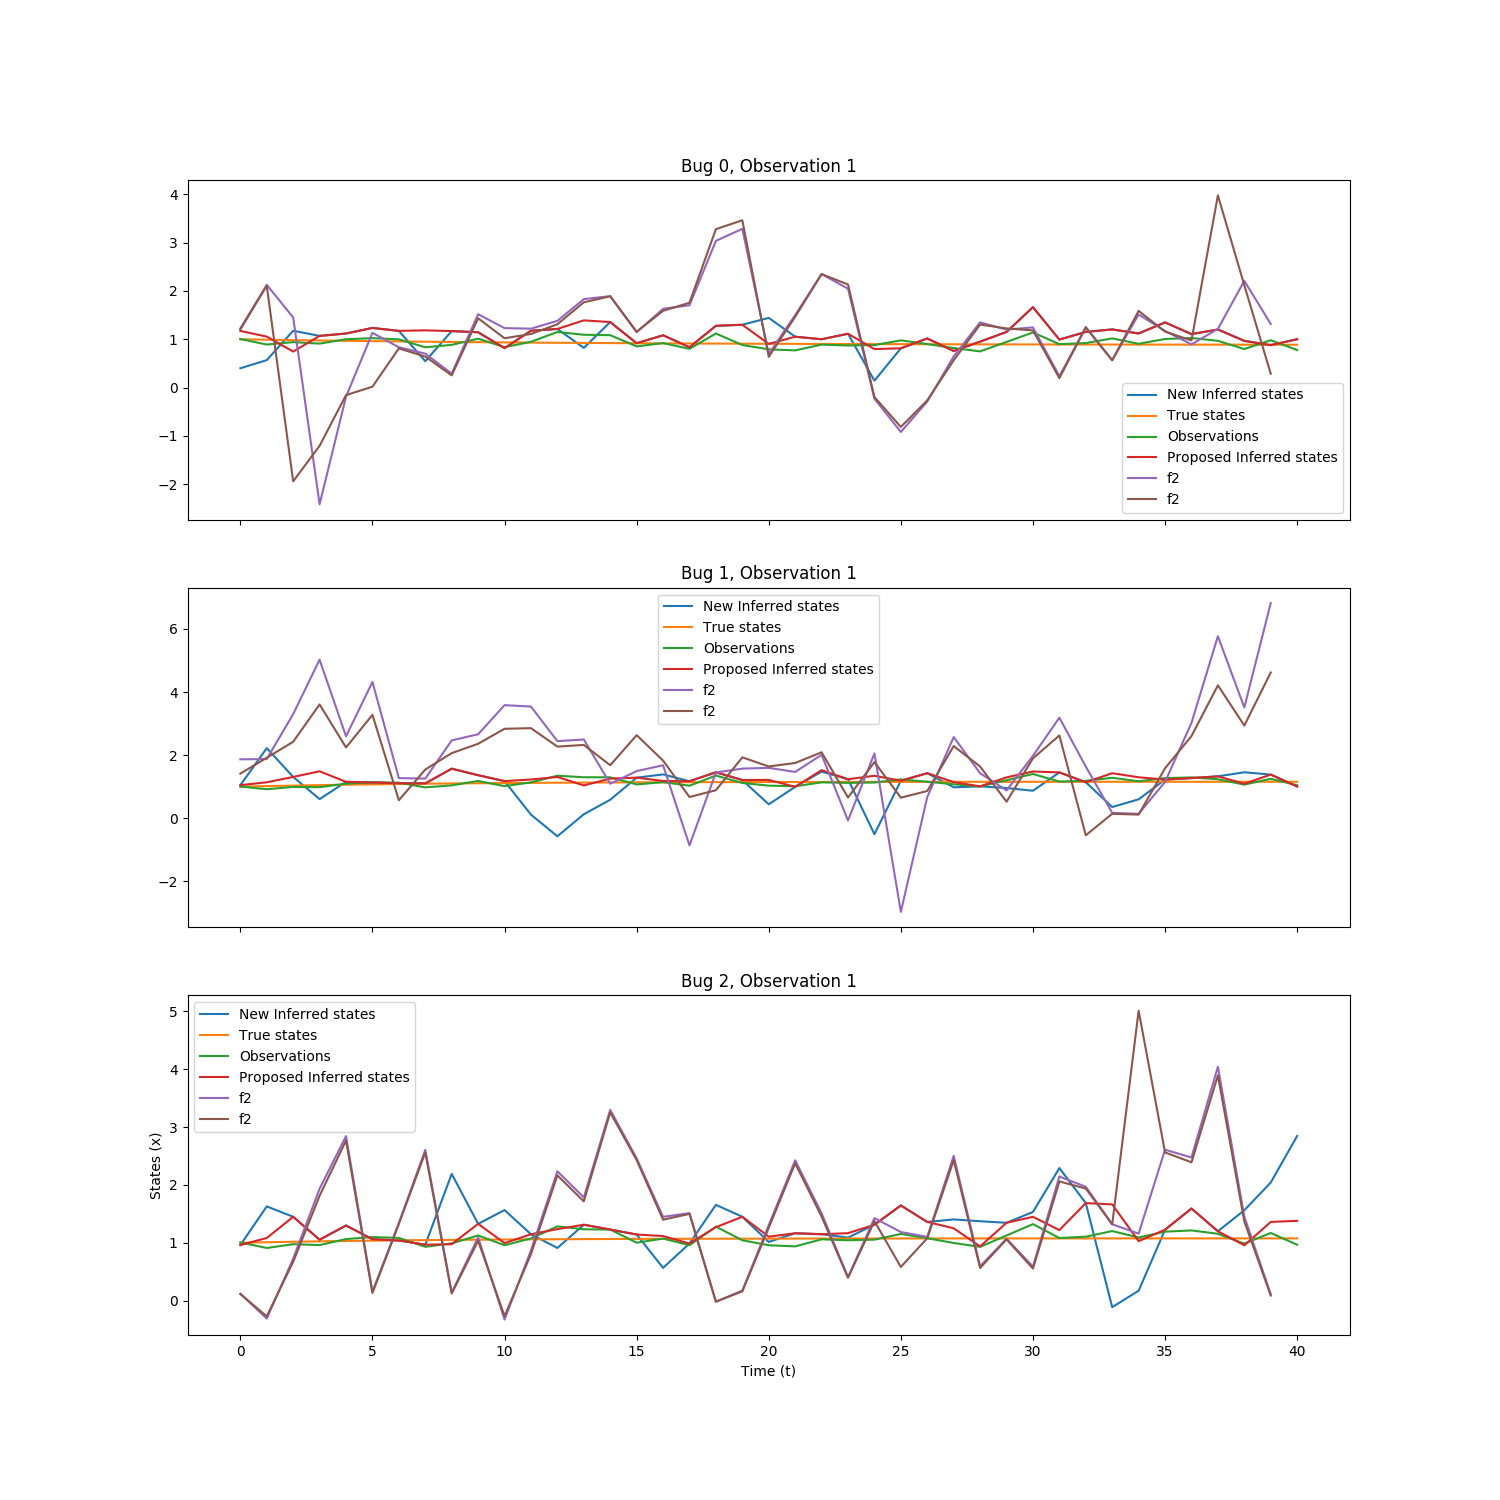 Bug 0, Observation 1
4
3
2
1
0
−1
−2
New Inferred states
True states
Observations
Proposed Inferred states
f2
f2
Bug 1, Observation 1
6
4
2
0
−2
New Inferred states
True states
Observations
Proposed Inferred states
f2
f2
Bug 2, Observation 1
States (x)
5
4
3
2
1
0
New Inferred states
True states
Observations
Proposed Inferred states
f2
f2
0 5 10 15 20 25 30 35 40
Time (t)